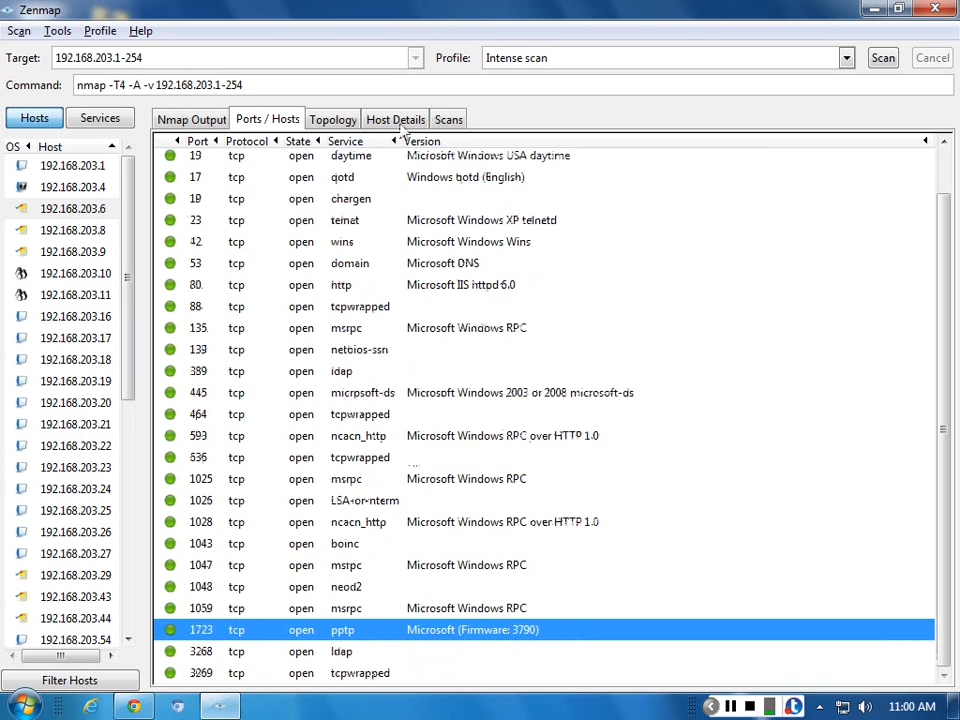 Zenmap
Scan Tools Profile Help
Target: 192.168.203.1-254 Profile: Intense scan Scan Cancel
Command: nmap -T4 -A -v 192.168.203.1-254
Hosts Services Nmap Output Ports / Hosts Topology Host Details Scans
OS Host
192.168.203.1
192.168.203.4
192.168.203.6
192.168.203.8
192.168.203.9
192.168.203.10
192.168.203.11
192.168.203.16
192.168.203.17
192.168.203.18
192.168.203.19
192.168.203.20
192.168.203.21
192.168.203.22
192.168.203.23
192.168.203.24
192.168.203.25
192.168.203.26
192.168.203.27
192.168.203.29
192.168.203.43
192.168.203.44
192.168.203.54
Filter Hosts
Port Protocol State Service Version
19 tcp open daytime Microsoft Windows USA daytime
17 tcp open qotd Windows qotd (English)
19 tcp open chargen
23 tcp open telnet Microsoft Windows XP telnetd
42 tcp open wins Microsoft Windows Wins
53 tcp open domain Microsoft DNS
80 tcp open http Microsoft IIS httpd 6.0
88 tcp open tcpwrapped
135 tcp open msrpc Microsoft Windows RPC
139 tcp open netbios-ssn
389 tcp open ldap
445 tcp open microsoft-ds Microsoft Windows 2003 or 2008 microsoft-ds
464 tcp open tcpwrapped
593 tcp open ncacn_http Microsoft Windows RPC over HTTP 1.0
636 tcp open tcpwrapped
1025 tcp open msrpc Microsoft Windows RPC
1026 tcp open LSA-or-nterm
1028 tcp open ncacn_http Microsoft Windows RPC over HTTP 1.0
1043 tcp open boinc
1047 tcp open msrpc Microsoft Windows RPC
1048 tcp open neod2
1059 tcp open msrpc Microsoft Windows RPC
1723 tcp open pptp Microsoft (Firmware: 3790)
3268 tcp open ldap
3269 tcp open tcpwrapped
11:00 AM